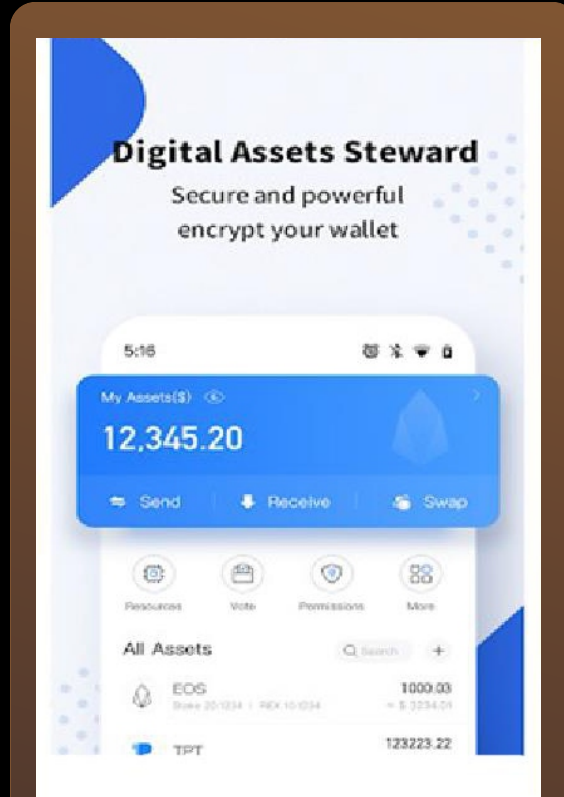 Digital Assets Steward
Secure and powerful
encrypt your wallet
5:16
My Assets($)
12,345.20
Send Receive Swap
Resources Vote Permissions More
All Assets Search +
EOS 1000.03
TPT 123223.22